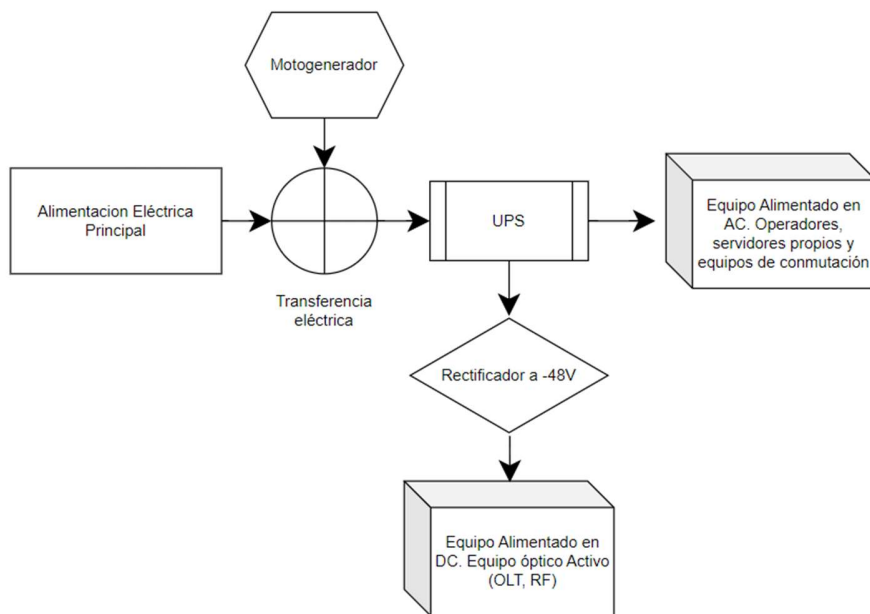 Motogenerador
Alimentacion Eléctrica
Principal
UPS
Equipo Alimentado en
AC. Operadores,
servidores propios y
equipos de conmutación
Transferencia
eléctrica
Rectificador a -48V
Equipo Alimentado en
DC. Equipo óptico Activo
(OLT, RF)